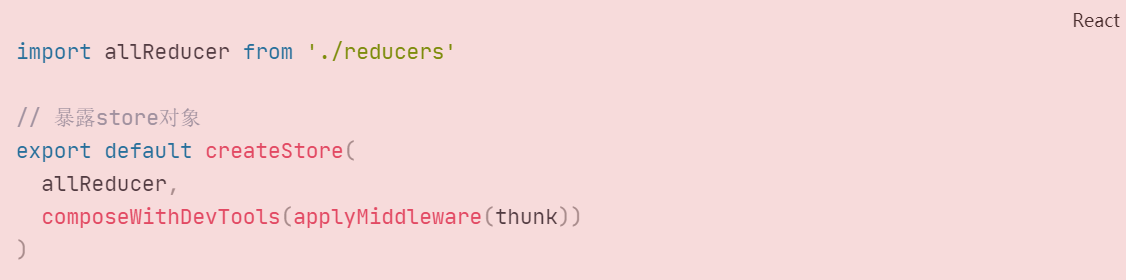 React
import allReducer from './reducers'
// 暴露store对象
export default createStore(
  allReducer,
  composeWithDevTools(applyMiddleware(thunk))
)